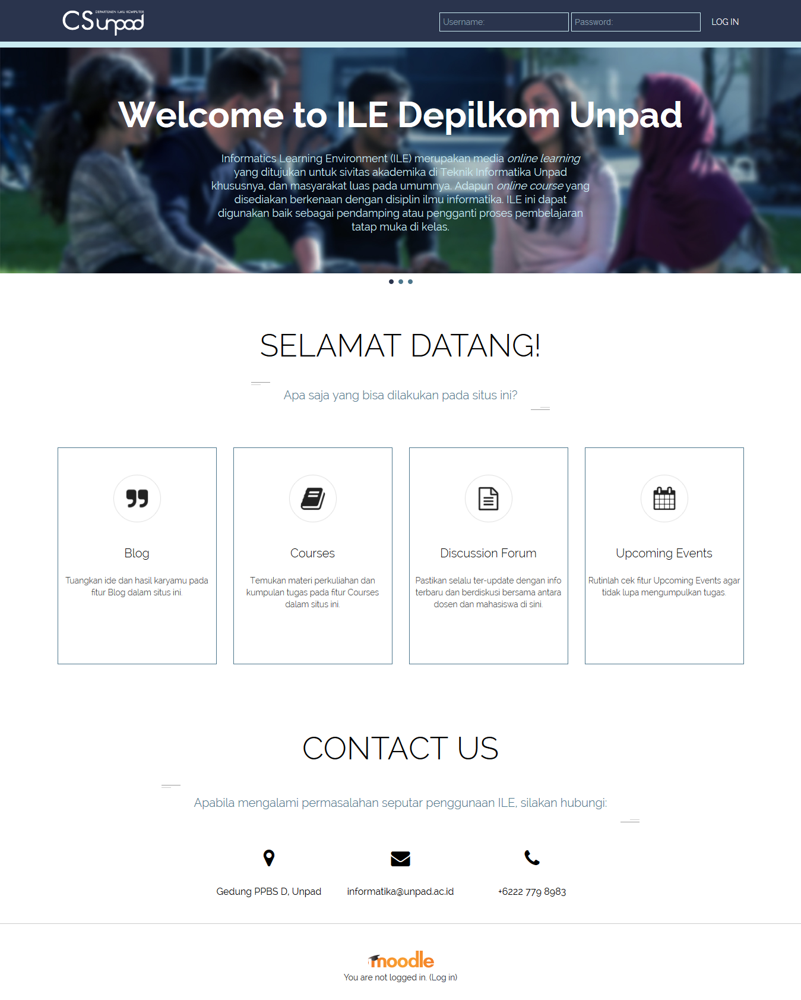 CSunpad DEPARTEMEN ILMU KOMPUTER
Username: Password: LOG IN
Welcome to ILE Depilkom Unpad
Informatics Learning Environment (ILE) merupakan media online learning
yang ditujukan untuk sivitas akademika di Teknik Informatika Unpad
khususnya, dan masyarakat luas pada umumnya. Adapun online course yang
disediakan berkenaan dengan disiplin ilmu informatika. ILE ini dapat
digunakan baik sebagai pendamping atau pengganti proses pembelajaran
tatap muka di kelas.
SELAMAT DATANG!
Apa saja yang bisa dilakukan pada situs ini?
Blog
Tuangkan ide dan hasil karyamu pada
fitur Blog dalam situs ini.
Courses
Temukan materi perkuliahan dan
kumpulan tugas pada fitur Courses
dalam situs ini.
Discussion Forum
Pastikan selalu ter-update dengan info
terbaru dan berdiskusi bersama antara
dosen dan mahasiswa di sini.
Upcoming Events
Rutinlah cek fitur Upcoming Events agar
tidak lupa mengumpulkan tugas.
CONTACT US
Apabila mengalami permasalahan seputar penggunaan ILE, silakan hubungi:
Gedung PPBS D, Unpad
informatika@unpad.ac.id
+6222 779 8983
moodle
You are not logged in. (Log in)